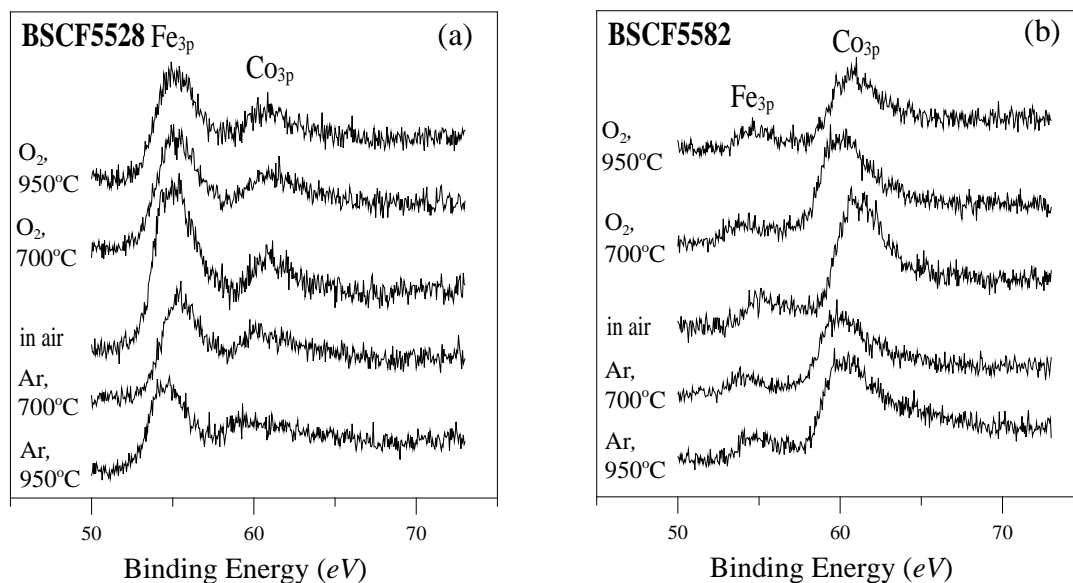 BSCF5528 Fe3p (a)
Co3p
O2,
950°C
O2,
700°C
in air
Ar,
700°C
Ar,
950°C
50 60 70
Binding Energy (eV)
BSCF5582 Co3p (b)
Fe3p
O2,
950°C
O2,
700°C
in air
Ar,
700°C
Ar,
950°C
50 60 70
Binding Energy (eV)